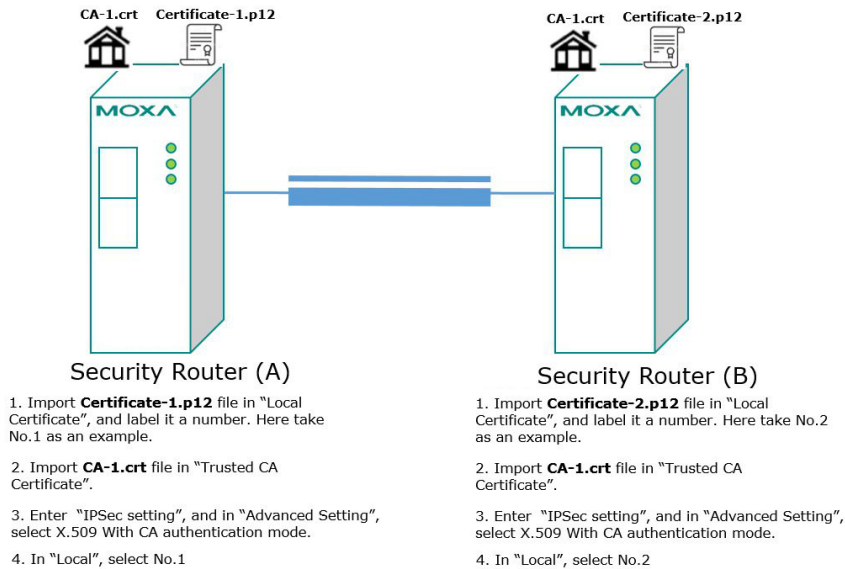 CA-1.crt Certificate-1.p12
MOXA
Security Router (A)
1. Import Certificate-1.p12 file in “Local
Certificate”, and label it a number. Here take
No.1 as an example.
2. Import CA-1.crt file in “Trusted CA
Certificate”.
3. Enter “IPSec setting”, and in “Advanced Setting”,
select X.509 With CA authentication mode.
4. In “Local”, select No.1
CA-1.crt Certificate-2.p12
MOXA
Security Router (B)
1. Import Certificate-2.p12 file in “Local
Certificate”, and label it a number. Here take No.2
as an example.
2. Import CA-1.crt file in “Trusted CA
Certificate”.
3. Enter “IPSec setting”, and in “Advanced Setting”,
select X.509 With CA authentication mode.
4. In “Local”, select No.2